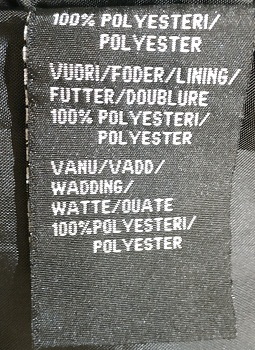 100% POLYESTERI/
POLYESTER
VUORI/FODER/LINING/
FUTTER/DOUBLURE
100% POLYESTERI/
POLYESTER
VANU/VADD/
WADDING/
WATTE/OUATE
100%POLYESTERI/
POLYESTER